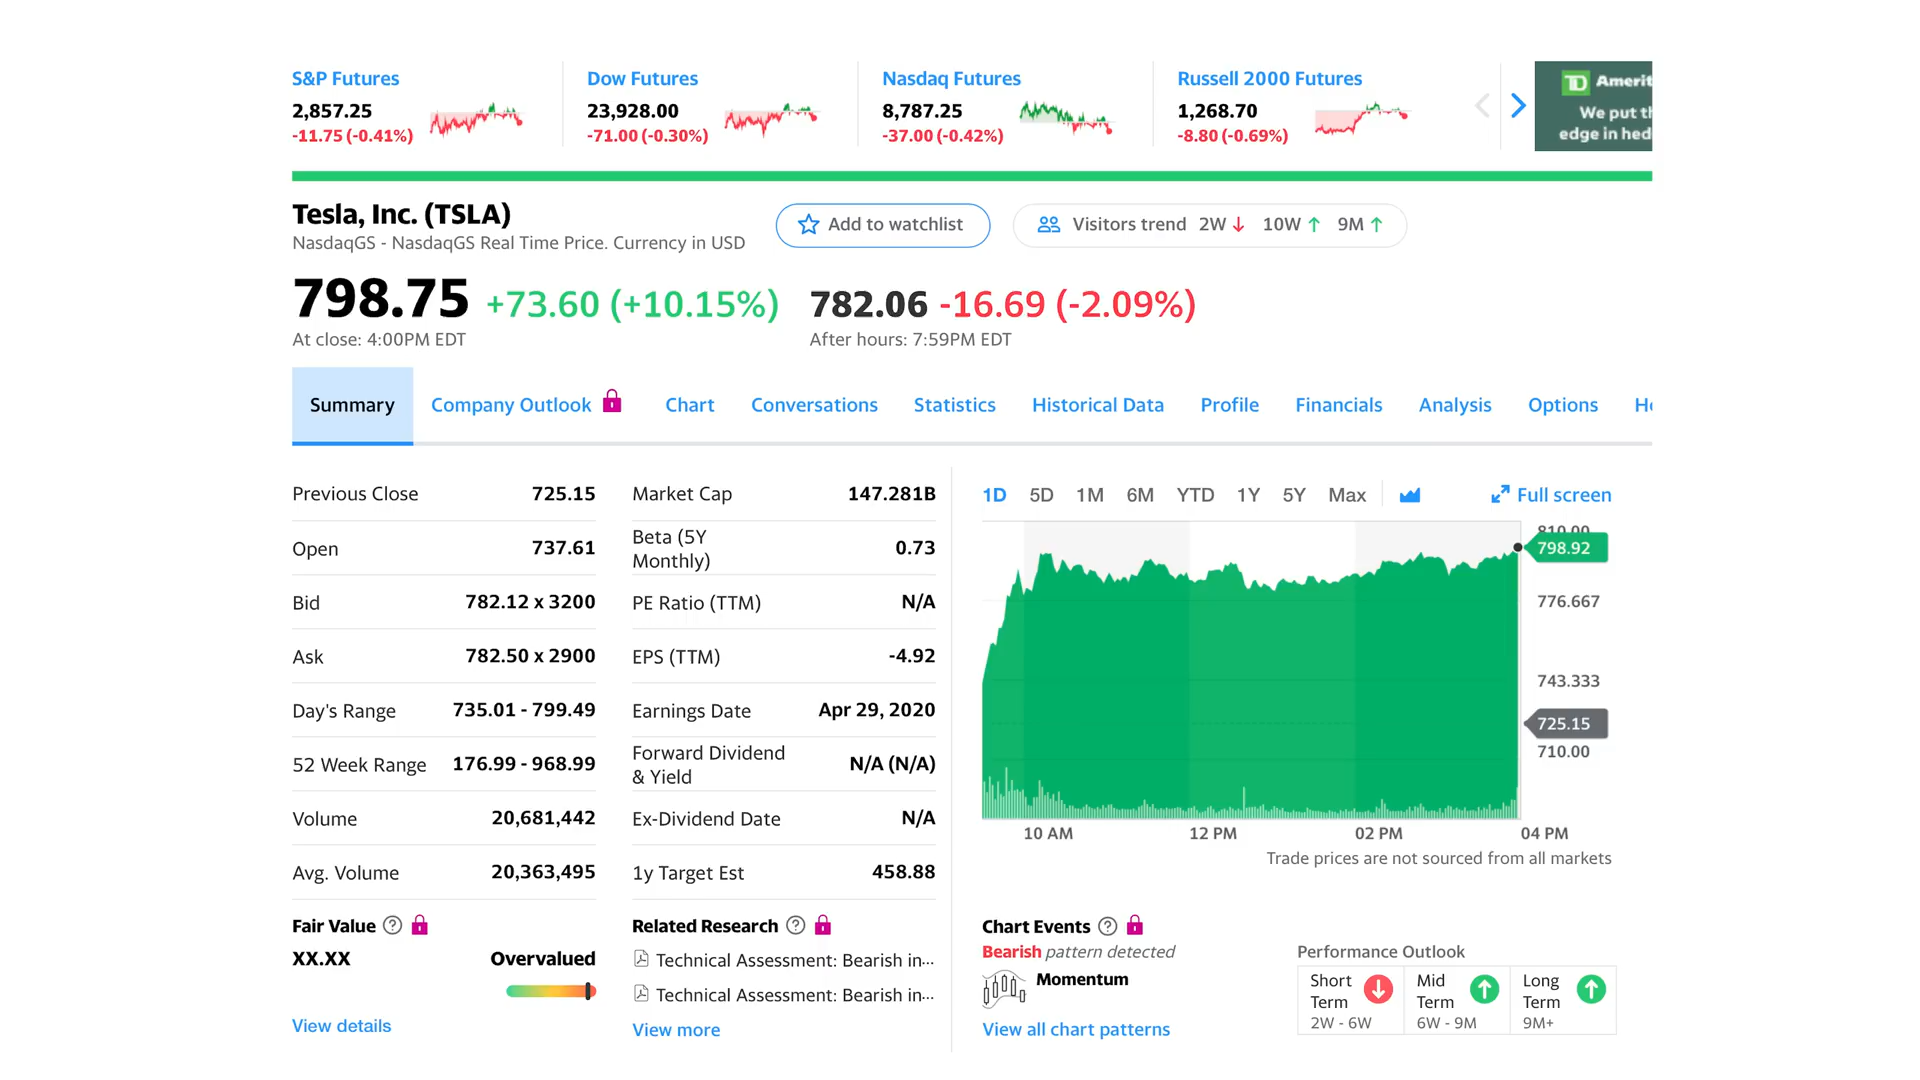 S&P Futures
2,857.25
-11.75 (-0.41%)
Dow Futures
23,928.00
-71.00 (-0.30%)
Nasdaq Futures
8,787.25
-37.00 (-0.42%)
Russell 2000 Futures
1,268.70
-8.80 (-0.69%)
TD Amerit
We put th
edge in hed
Tesla, Inc. (TSLA)
NasdaqGS - NasdaqGS Real Time Price. Currency in USD
Add to watchlist
Visitors trend 2W ↓ 10W ↑ 9M ↑
798.75 +73.60 (+10.15%)
At close: 4:00PM EDT
782.06 -16.69 (-2.09%)
After hours: 7:59PM EDT
Summary Company Outlook Chart Conversations Statistics Historical Data Profile Financials Analysis Options
Previous Close 725.15
Open 737.61
Bid 782.12 x 3200
Ask 782.50 x 2900
Day's Range 735.01 - 799.49
52 Week Range 176.99 - 968.99
Volume 20,681,442
Avg. Volume 20,363,495
Market Cap 147.281B
Beta (5Y
Monthly) 0.73
PE Ratio (TTM) N/A
EPS (TTM) -4.92
Earnings Date Apr 29, 2020
Forward Dividend
& Yield N/A (N/A)
Ex-Dividend Date N/A
1y Target Est 458.88
1D 5D 1M 6M YTD 1Y 5Y Max Full screen
810.00
798.92
776.667
743.333
725.15
710.00
10 AM 12 PM 02 PM 04 PM
Trade prices are not sourced from all markets
Fair Value ?
XX.XX Overvalued
View details
Related Research ?
Technical Assessment: Bearish in...
Technical Assessment: Bearish in...
View more
Chart Events ?
Bearish pattern detected
Momentum
View all chart patterns
Performance Outlook
Short
Term
2W - 6W
Mid
Term
6W - 9M
Long
Term
9M+